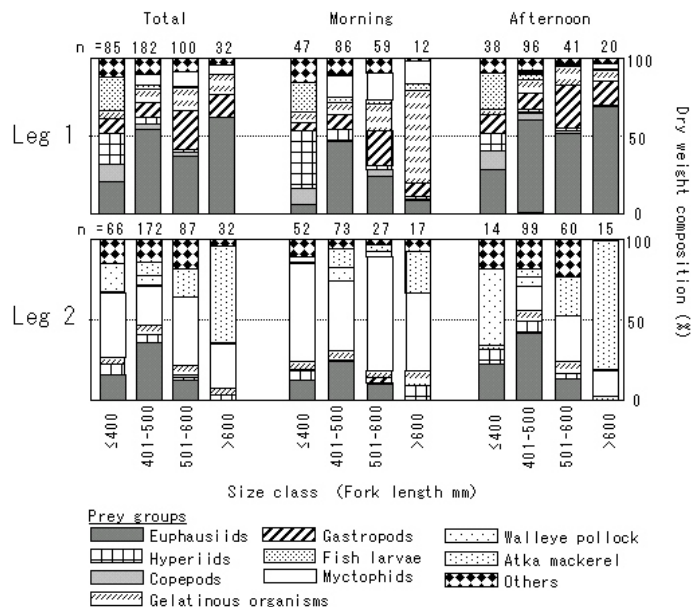 Total Morning Afternoon
n =85 182 100 32 47 86 59 12 38 96 41 20
100
Leg 1
50
0
n =66 172 87 32 52 73 27 17 14 99 60 15
100
Leg 2
50
0
Dry weight composition (%)
≤400 401-500 501-600 >600 ≤400 401-500 501-600 >600 ≤400 401-500 501-600 >600
Size class (Fork length mm)
Prey groups
Euphausiids Gastropods Walleye pollock
Hyperiids Fish larvae Atka mackerel
Copepods Myctophids Others
Gelatinous organisms